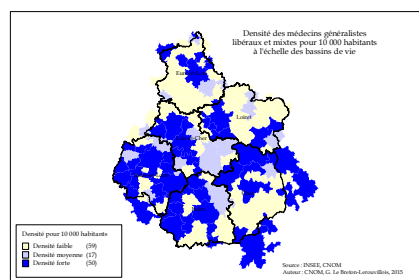 Densité des médecins généralistes
libéraux et mixtes pour 10 000 habitants
à l'échelle des bassins de vie
Loiret
Cher
Densité pour 10 000 habitants
Densité faible (59)
Densité moyenne (17)
Densité forte (50)
Source : INSEE, CNOM
Auteur : CNOM, G. Le Breton-Lerouvillois, 2015